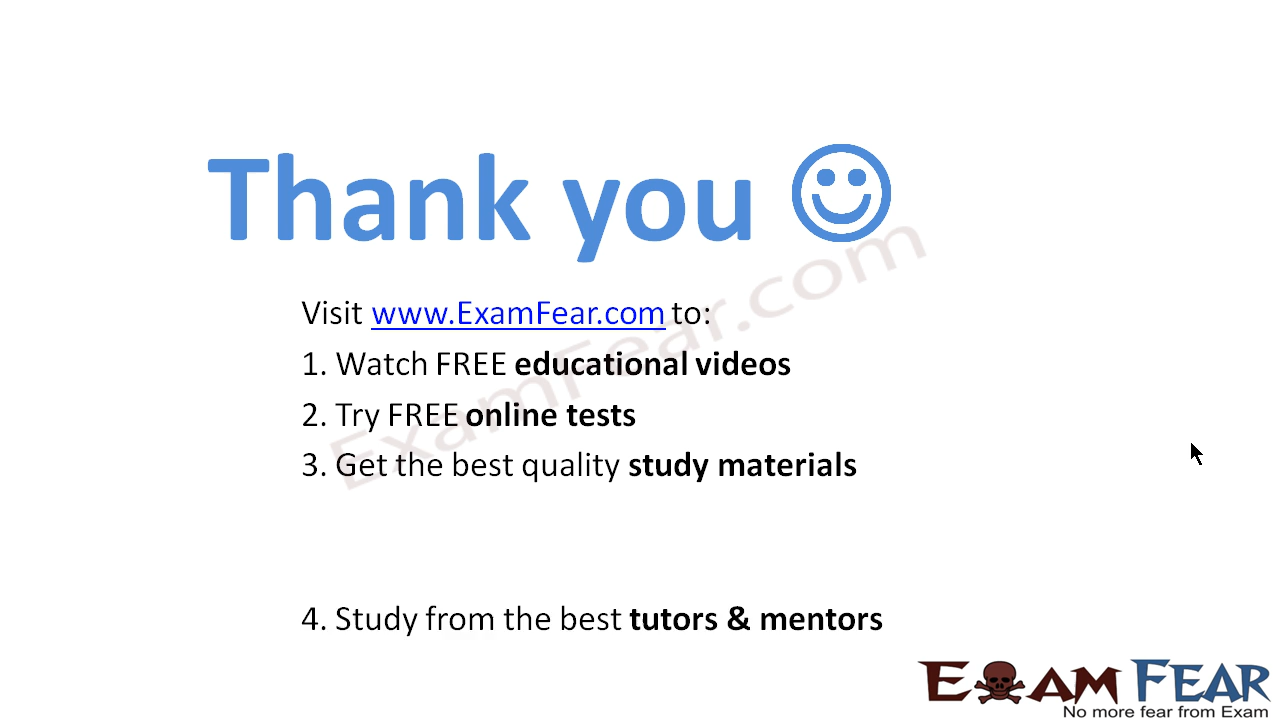 Thank you ☺
Visit www.ExamFear.com to:
1. Watch FREE educational videos
2. Try FREE online tests
3. Get the best quality study materials
4. Study from the best tutors & mentors
ExamFear.com
EXAM FEAR
No more fear from Exam